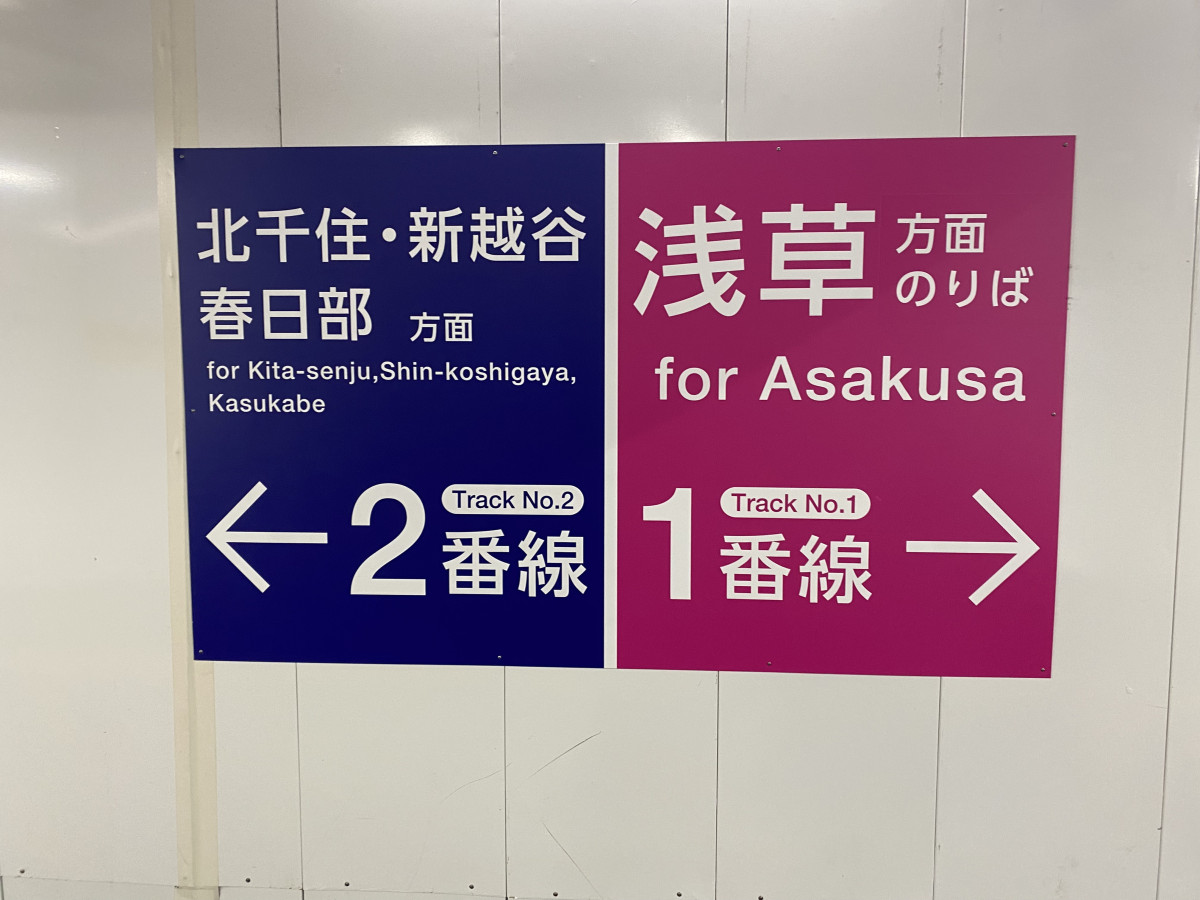 北千住・新越谷
春日部 方面
for Kita-senju,Shin-koshigaya,
Kasukabe
← 2 Track No.2
番線
浅草 方面
のりば
for Asakusa
1 Track No.1 →
番線